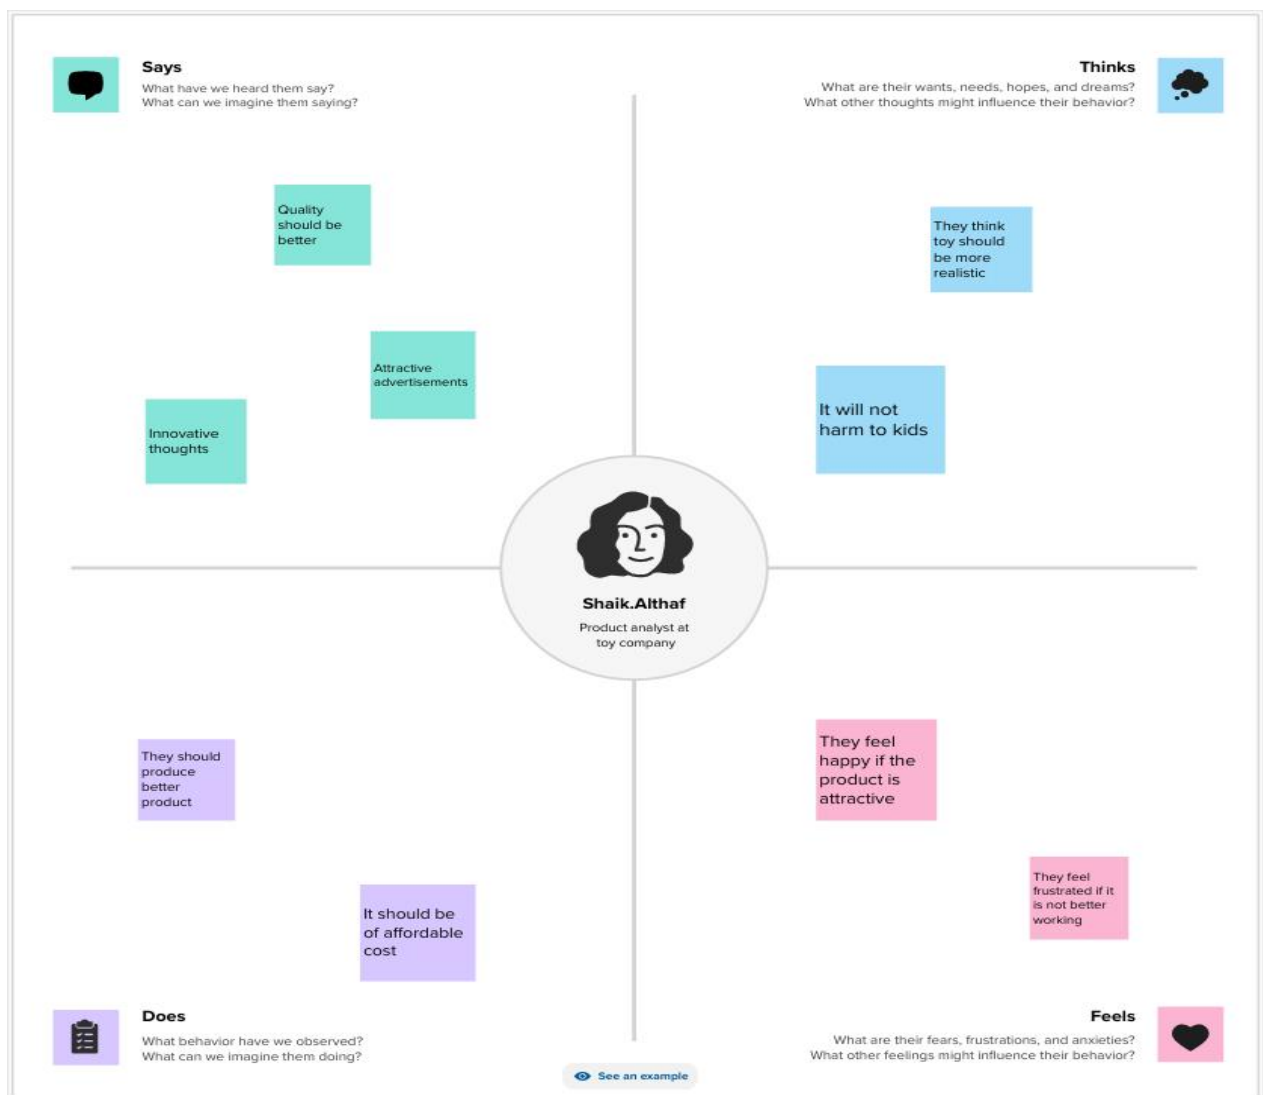 Says
What have we heard them say?
What can we imagine them saying?
Thinks
What are their wants, needs, hopes, and dreams?
What other thoughts might influence their behavior?
Quality
should be
better
Attractive
advertisements
Innovative
thoughts
They think
toy should
be more
realistic
It will not
harm to kids
Shaik.Althaf
Product analyst at
toy company
They should
produce
better
product
It should be
of affordable
cost
They feel
happy if the
product is
attractive
They feel
frustrated if it
is not better
working
Does
What behavior have we observed?
What can we imagine them doing?
Feels
What are their fears, frustrations, and anxieties?
What other feelings might influence their behavior?
See an example